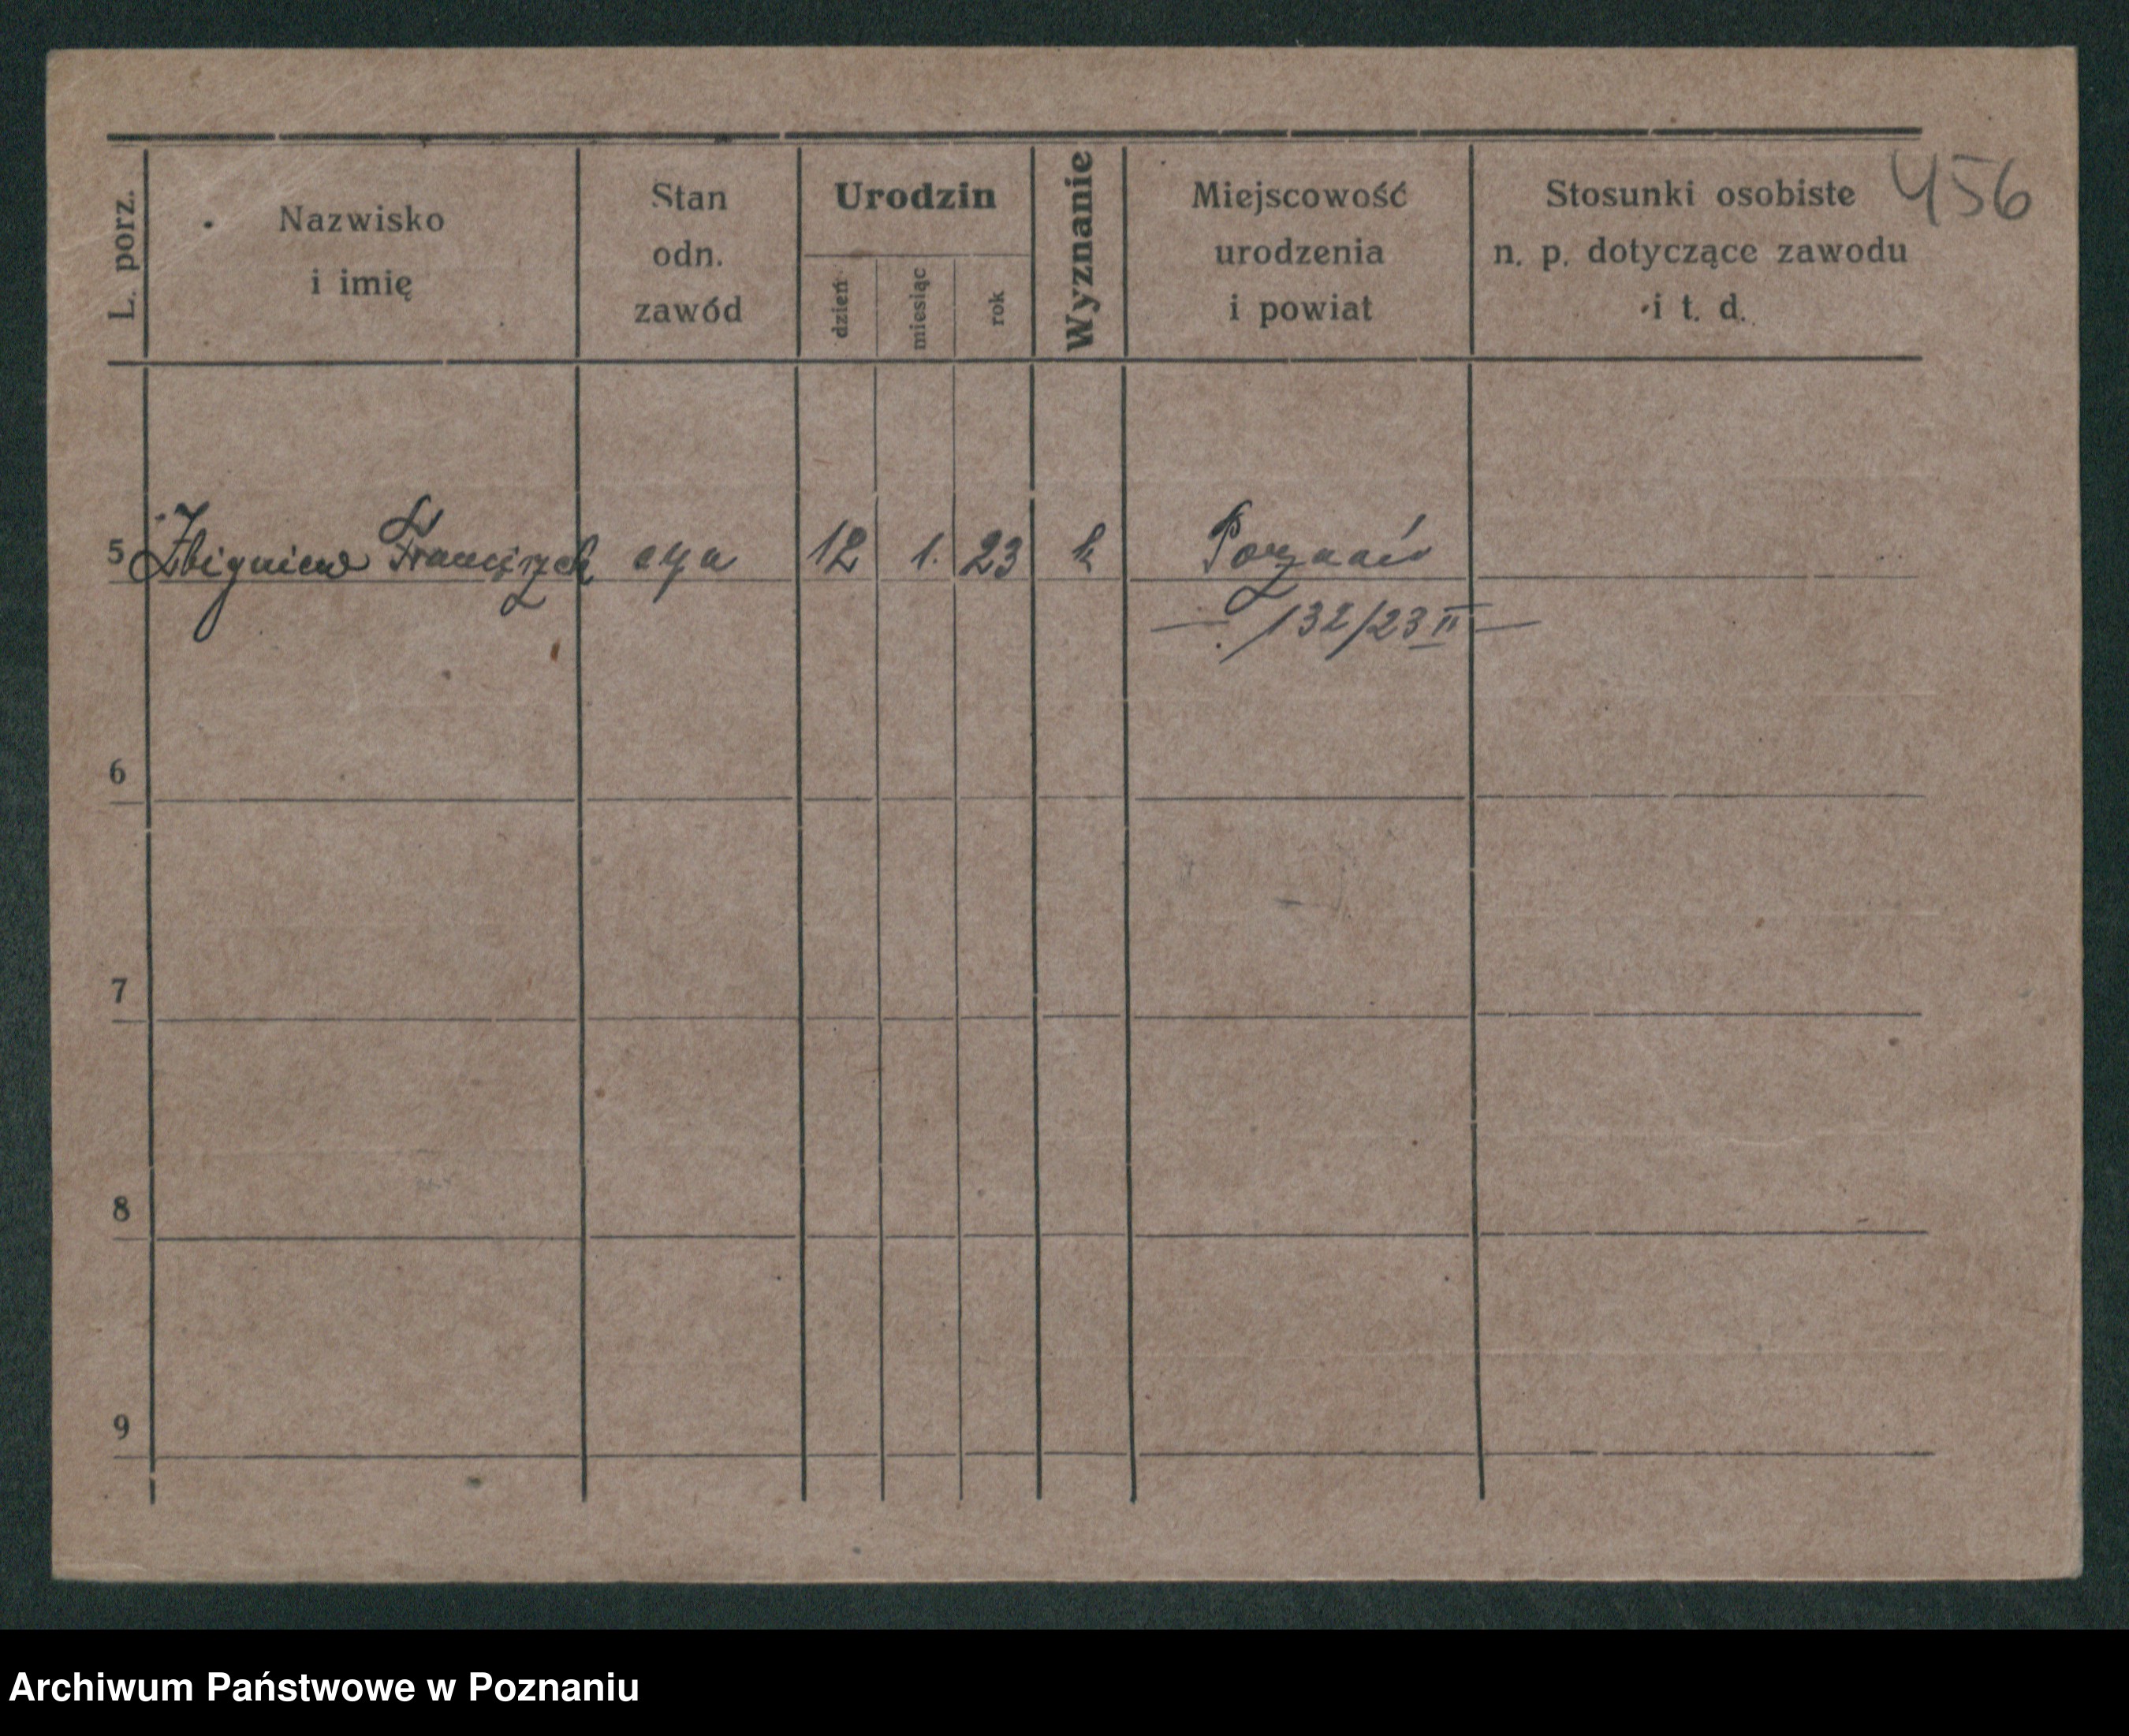 456
L. porz.
Nazwisko
i imię
Stan
odn.
zawód
Urodzin
dzień
miesiąc
rok
Wyznanie
Miejscowość
urodzenia
i powiat
Stosunki osobiste
n. p. dotyczące zawodu
i t. d.
5 Zbigniew Franciszek 12 1. 23 k Poznań
132/23 II
6
7
8
9
Archiwum Państwowe w Poznaniu